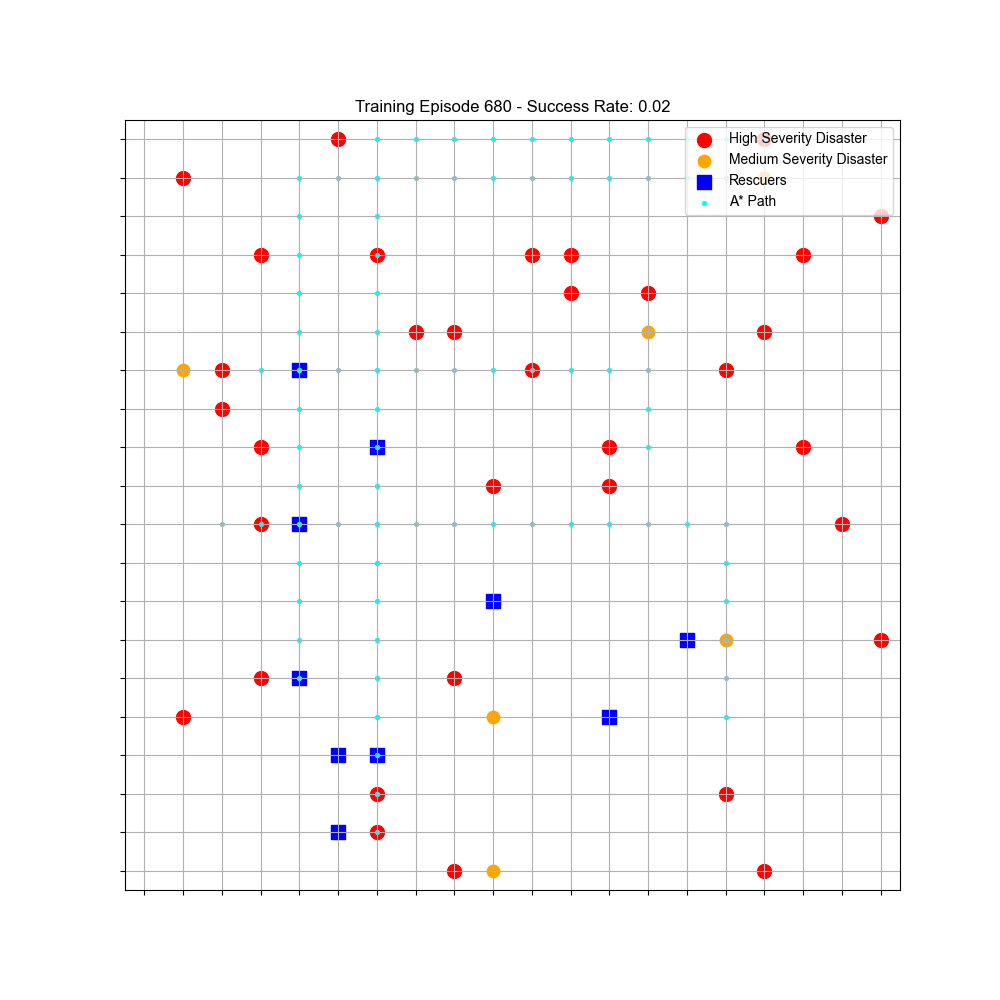 Training Episode 680 - Success Rate: 0.02
High Severity Disaster
Medium Severity Disaster
Rescuers
A* Path